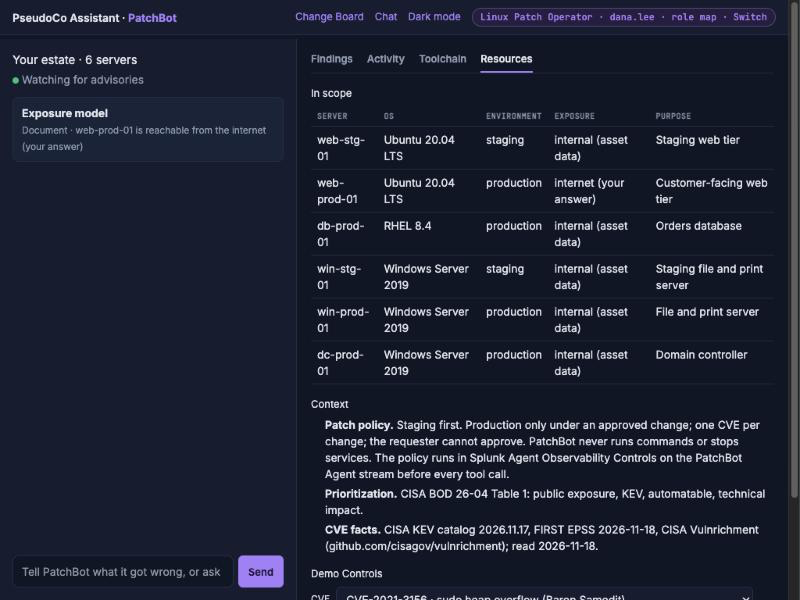 PseudoCo Assistant · PatchBot
Change Board Chat Dark mode Linux Patch Operator · dana.lee · role map · Switch
Your estate · 6 servers
Watching for advisories
Exposure model
Document · web-prod-01 is reachable from the internet
(your answer)
Tell PatchBot what it got wrong, or ask
Send
Findings Activity Toolchain Resources
In scope
SERVER OS ENVIRONMENT EXPOSURE PURPOSE
web-stg- Ubuntu 20.04 staging internal (asset Staging web tier
01 LTS data)
web- Ubuntu 20.04 production internet (your Customer-facing web
prod-01 LTS answer) tier
db-prod- RHEL 8.4 production internal (asset Orders database
01 data)
win-stg- Windows Server staging internal (asset Staging file and print
01 2019 data) server
win-prod- Windows Server production internal (asset File and print server
01 2019 data)
dc-prod- Windows Server production internal (asset Domain controller
01 2019 data)
Context
Patch policy. Staging first. Production only under an approved change; one CVE per
change; the requester cannot approve. PatchBot never runs commands or stops
services. The policy runs in Splunk Agent Observability Controls on the PatchBot
Agent stream before every tool call.
Prioritization. CISA BOD 26-04 Table 1: public exposure, KEV, automatable, technical
impact.
CVE facts. CISA KEV catalog 2026.11.17, FIRST EPSS 2026-11-18, CISA Vulnrichment
(github.com/cisagov/vulnrichment); read 2026-11-18.
Demo Controls
CVE CVE-2021-3156 · sudo heap overflow (Baron Samedit)